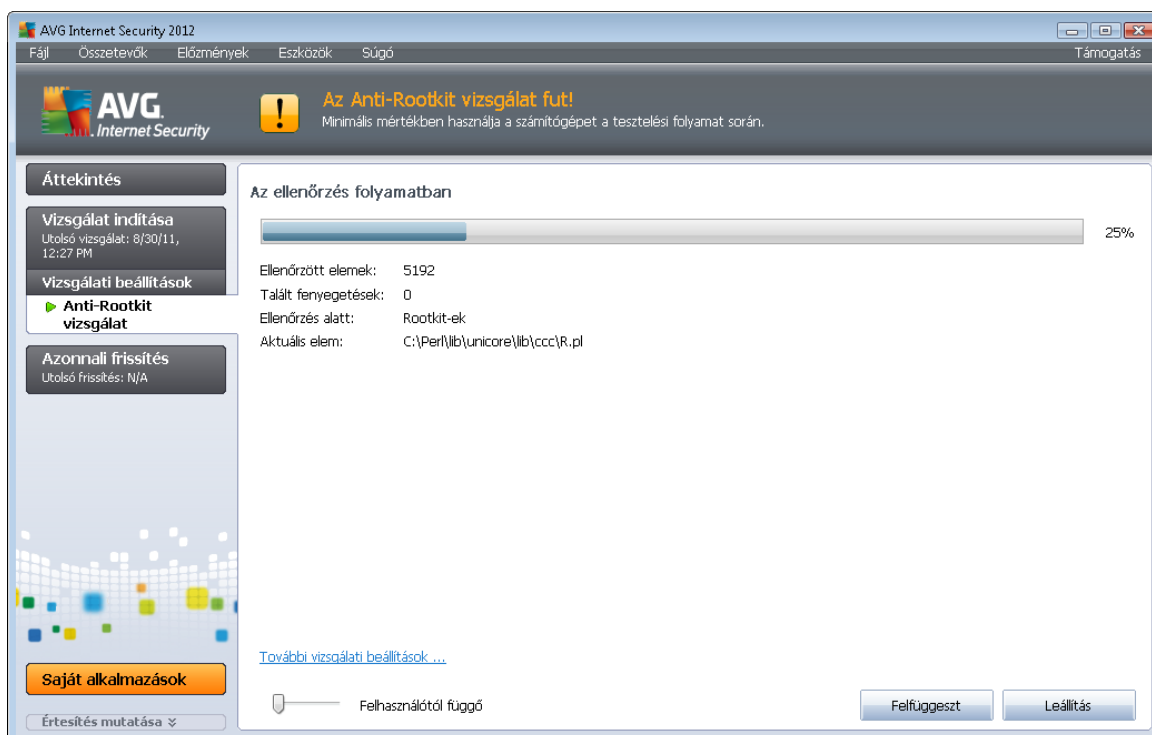 AVG Internet Security 2012
Fájl Összetevők Előzmények Eszközök Súgó Támogatás
AVG.
Internet Security
Az Anti-Rootkit vizsgálat fut!
Minimális mértékben használja a számítógépet a tesztelési folyamat során.
Áttekintés
Vizsgálat indítása
Utolsó vizsgálat: 8/30/11,
12:27 PM
Vizsgálati beállítások
Anti-Rootkit
vizsgálat
Azonnali frissítés
Utolsó frissítés: N/A
Saját alkalmazások
Értesítés mutatása
Az ellenőrzés folyamatban
25%
Ellenőrzött elemek: 5192
Talált fenyegetések: 0
Ellenőrzés alatt: Rootkit-ek
Aktuális elem: C:\Perl\lib\unicore\lib\ccc\R.pl
További vizsgálati beállítások ...
Felhasználótól függő
Felfüggeszt
Leállítás